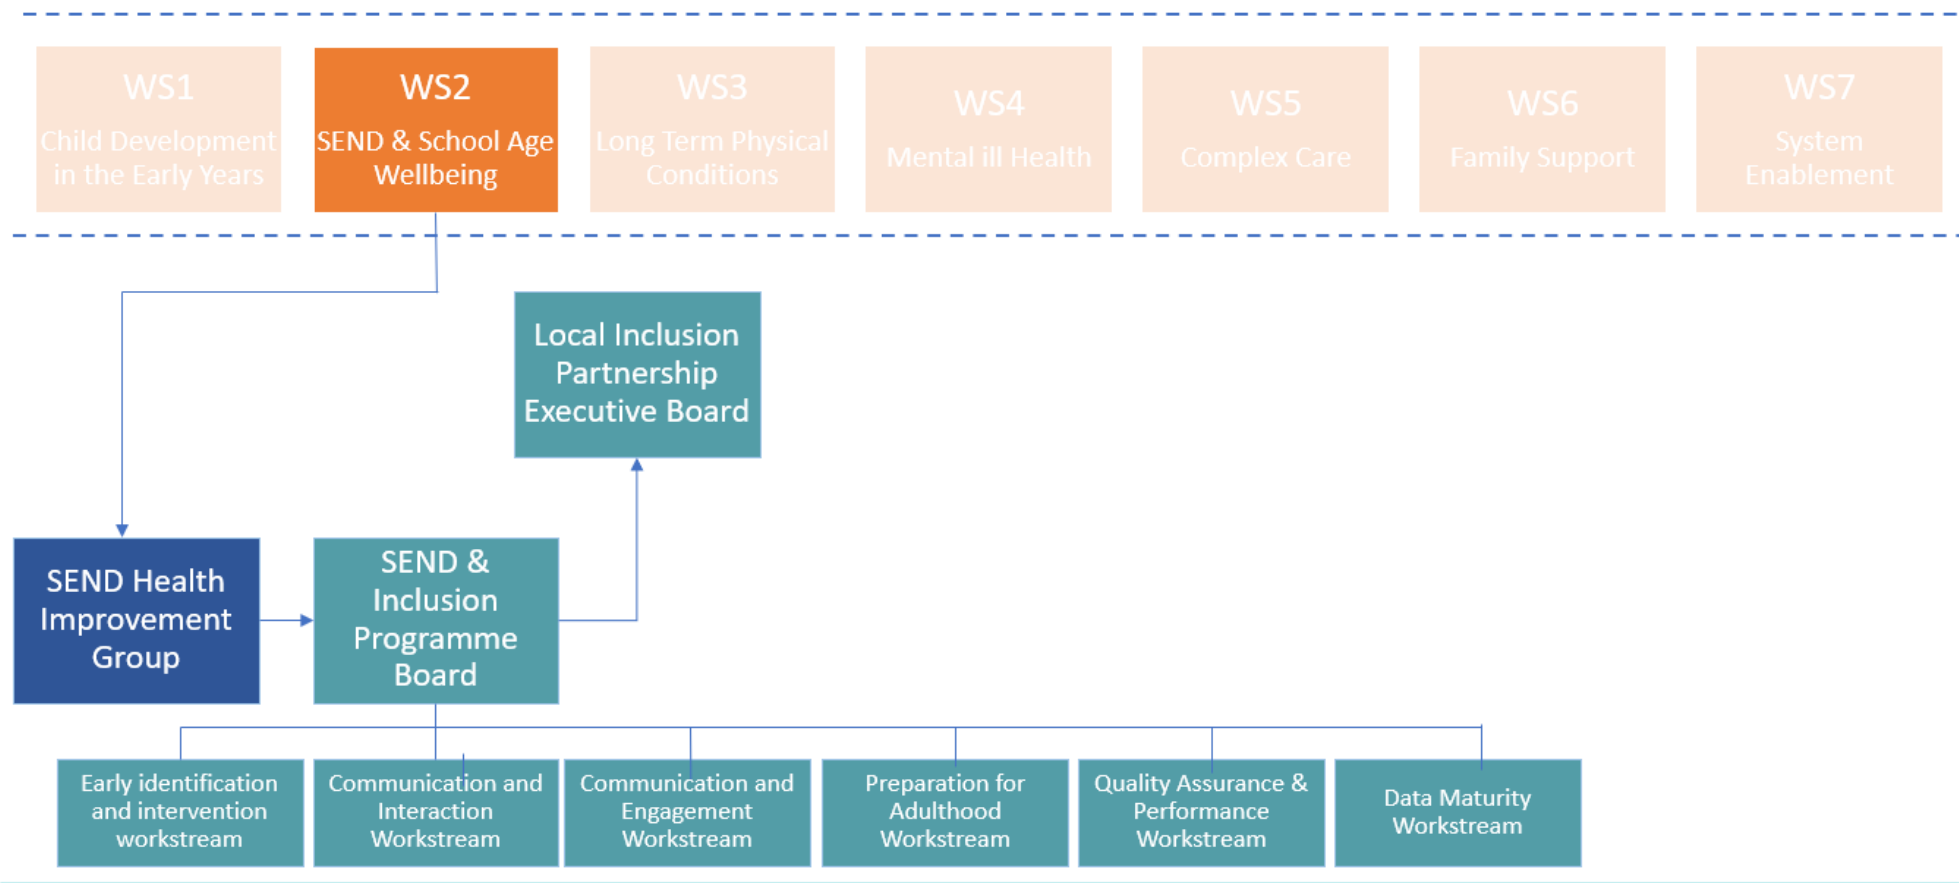 WS1
Child Development
in the Early Years
WS2
SEND & School Age
Wellbeing
WS3
Long Term Physical
Conditions
WS4
Mental ill Health
WS5
Complex Care
WS6
Family Support
WS7
System
Enablement
Local Inclusion
Partnership
Executive Board
SEND Health
Improvement
Group
SEND &
Inclusion
Programme
Board
Early identification
and intervention
workstream
Communication and
Interaction
Workstream
Communication and
Engagement
Workstream
Preparation for
Adulthood
Workstream
Quality Assurance &
Performance
Workstream
Data Maturity
Workstream